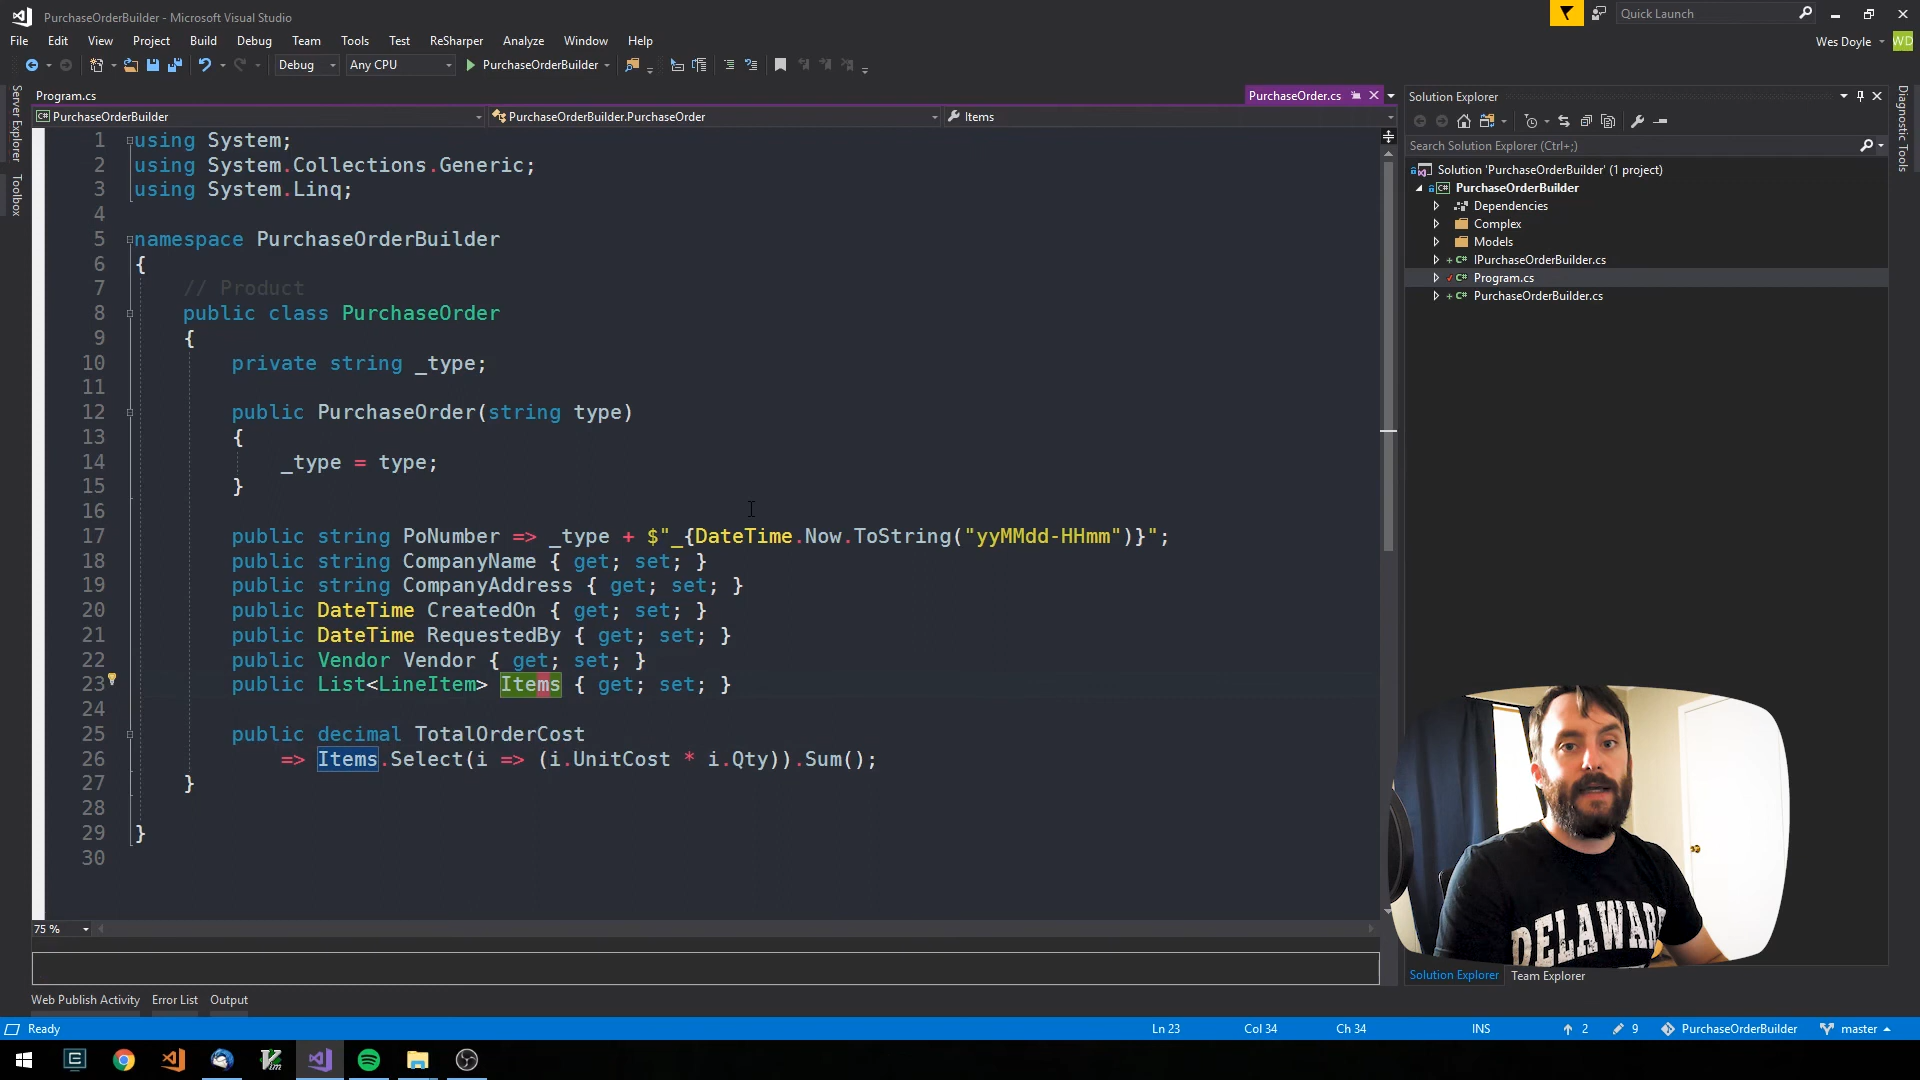 PurchaseOrderBuilder - Microsoft Visual Studio
Quick Launch
File Edit View Project Build Debug Team Tools Test ReSharper Analyze Window Help
Wes Doyle WD
Debug Any CPU PurchaseOrderBuilder
Server Explorer
Toolbox
Program.cs
PurchaseOrder.cs
PurchaseOrderBuilder PurchaseOrderBuilder.PurchaseOrder Items
1 using System;
2 using System.Collections.Generic;
3 using System.Linq;
4
5 namespace PurchaseOrderBuilder
6 {
7 // Product
8 public class PurchaseOrder
9 {
10 private string _type;
11
12 public PurchaseOrder(string type)
13 {
14 _type = type;
15 }
16
17 public string PoNumber => _type + $"_{DateTime.Now.ToString("yyMMdd-HHmm")}";
18 public string CompanyName { get; set; }
19 public string CompanyAddress { get; set; }
20 public DateTime CreatedOn { get; set; }
21 public DateTime RequestedBy { get; set; }
22 public Vendor Vendor { get; set; }
23 public List<LineItem> Items { get; set; }
24
25 public decimal TotalOrderCost
26 => Items.Select(i => (i.UnitCost * i.Qty)).Sum();
27 }
28
29 }
30
75 %
Solution Explorer
Search Solution Explorer (Ctrl+;)
Solution 'PurchaseOrderBuilder' (1 project)
C# PurchaseOrderBuilder
Dependencies
Complex
Models
+ C# IPurchaseOrderBuilder.cs
C# Program.cs
+ C# PurchaseOrderBuilder.cs
Diagnostic Tools
DELAWARE
Solution Explorer Team Explorer
Web Publish Activity Error List Output
Ready Ln 23 Col 34 Ch 34 INS 2 9 PurchaseOrderBuilder master